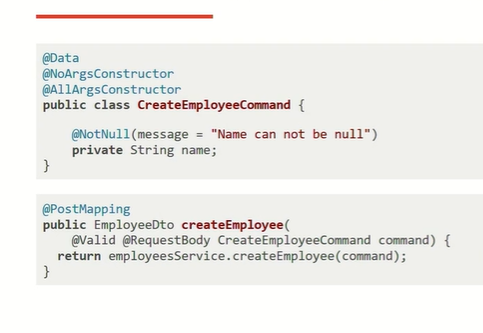 @Data
@NoArgsConstructor
@AllArgsConstructor
public class CreateEmployeeCommand {
@NotNull(message = "Name can not be null")
private String name;
}
@PostMapping
public EmployeeDto createEmployee(
@Valid @RequestBody CreateEmployeeCommand command) {
return employeesService.createEmployee(command);
}